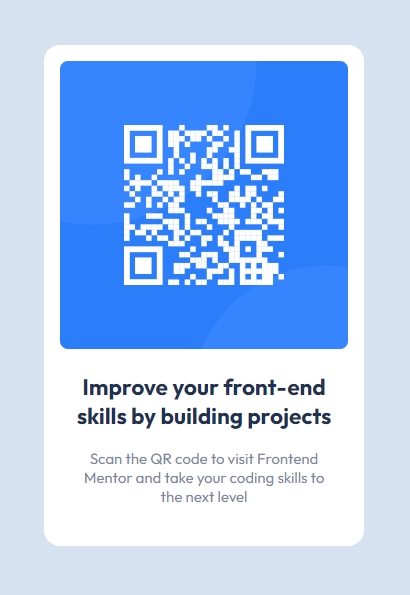 Improve your front-end
skills by building projects
Scan the QR code to visit Frontend
Mentor and take your coding skills to
the next level